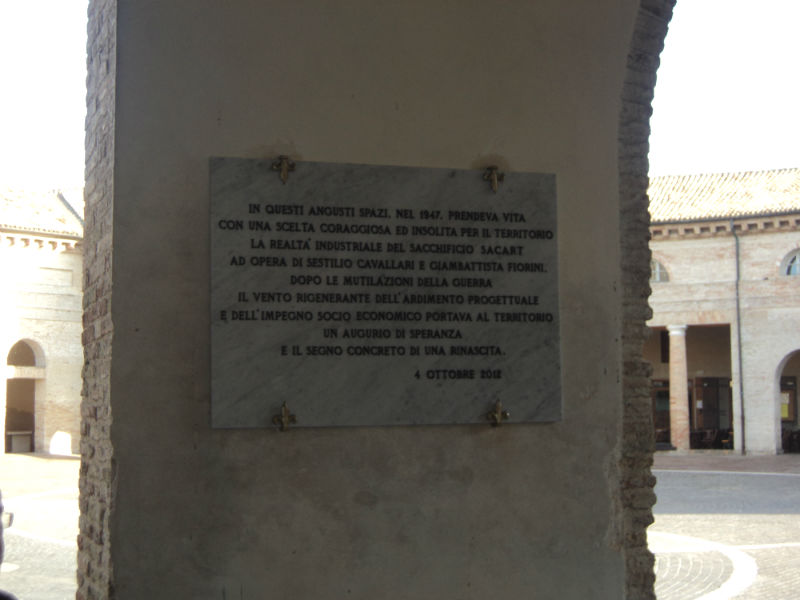 IN QUESTI ANGUSTI SPAZI, NEL 1947, PRENDEVA VITA
CON UNA SCELTA CORAGGIOSA ED INSOLITA PER IL TERRITORIO
LA REALTA' INDUSTRIALE DEL SACCHIFICIO SACART
AD OPERA DI SESTILIO CAVALLARI E GIAMBATTISTA FIORINI.
DOPO LE MUTILAZIONI DELLA GUERRA
IL VENTO RIGENERANTE DELL'ARDIMENTO PROGETTUALE
E DELL'IMPEGNO SOCIO ECONOMICO PORTAVA AL TERRITORIO
UN AUGURIO DI SPERANZA
E IL SEGNO CONCRETO DI UNA RINASCITA.
4 OTTOBRE 2012